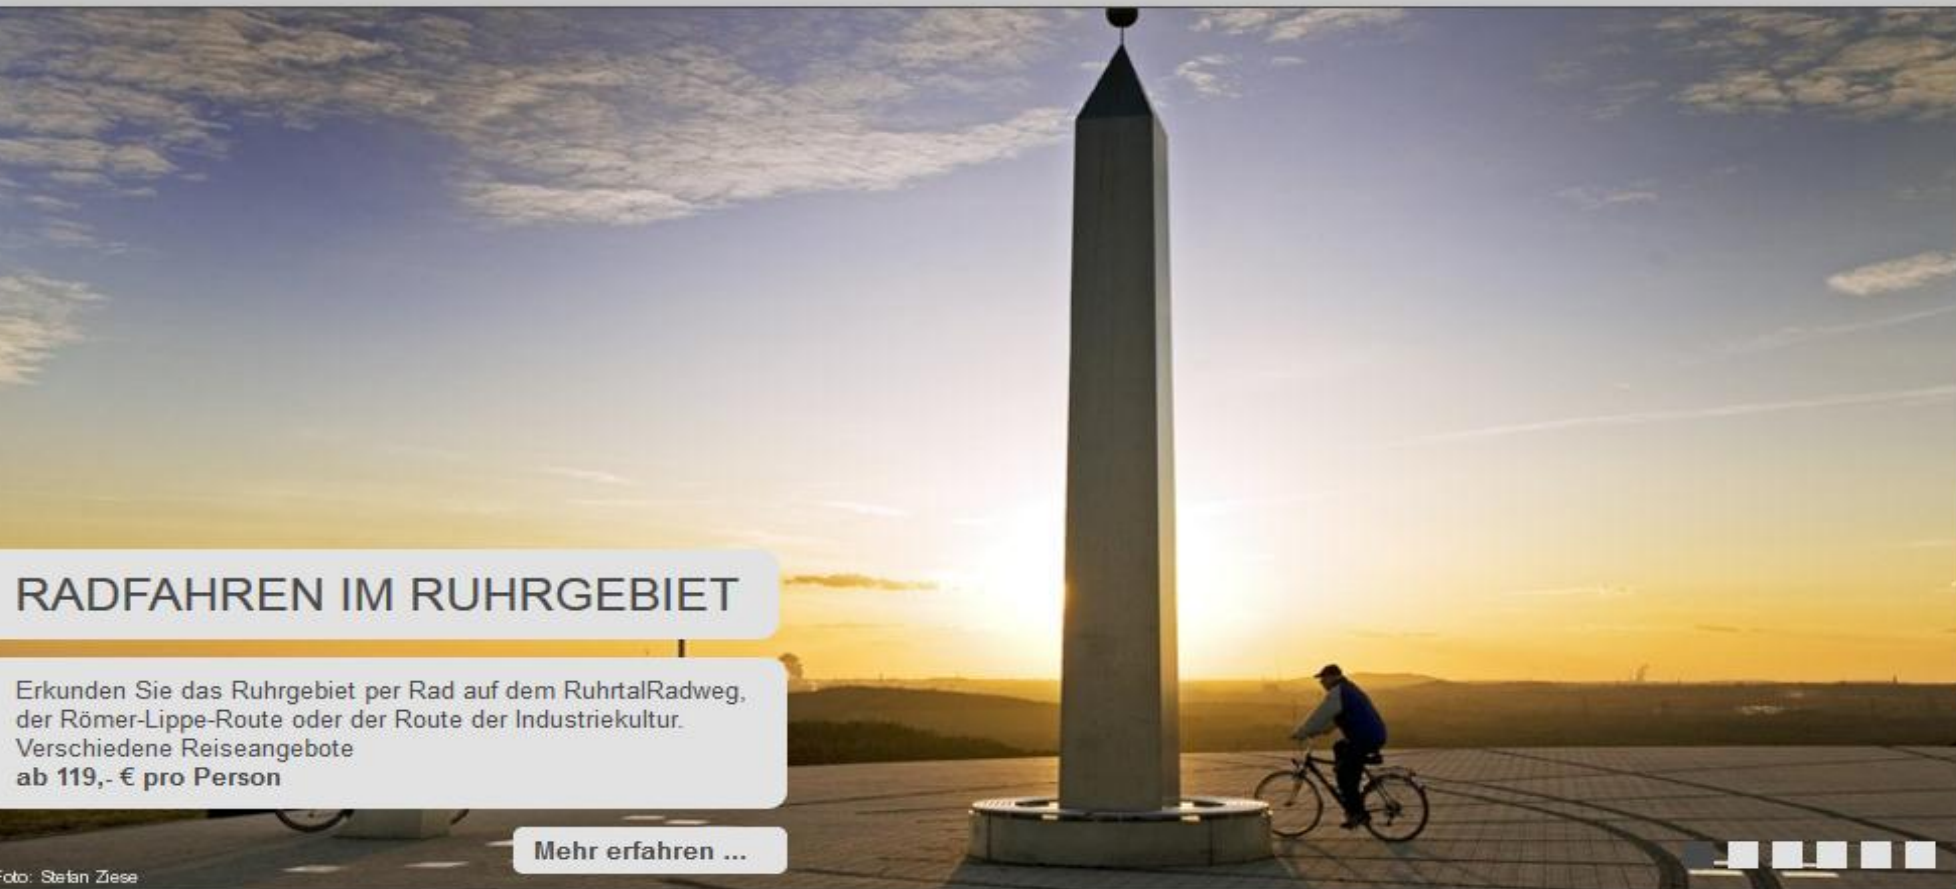 RADFAHREN IM RUHRGEBIET
Erkunden Sie das Ruhrgebiet per Rad auf dem RuhrtalRadweg,
der Römer-Lippe-Route oder der Route der Industriekultur.
Verschiedene Reiseangebote
ab 119,- € pro Person
Mehr erfahren ...
Foto: Stefan Ziese